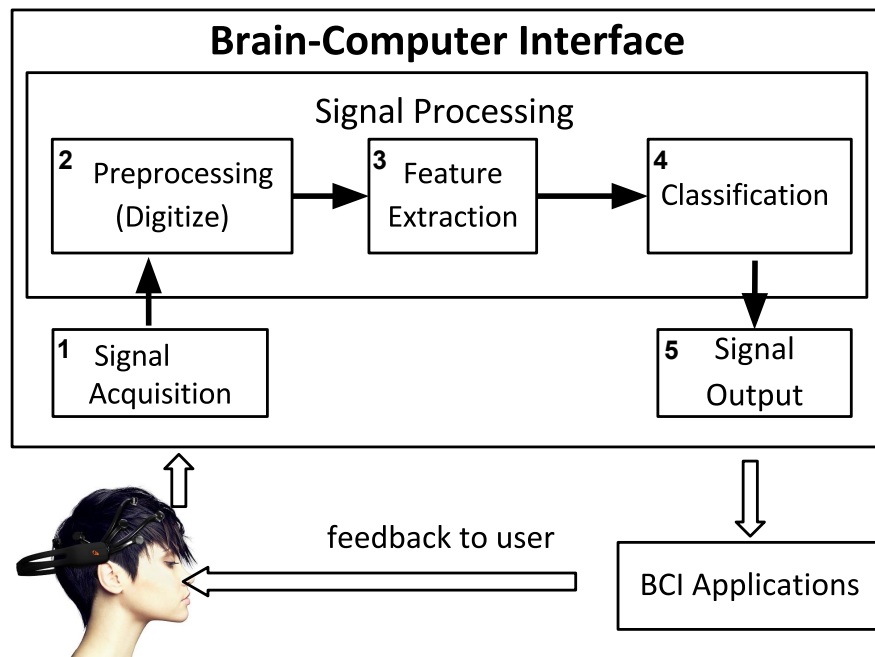 Brain-Computer Interface
Signal Processing
2
Preprocessing
(Digitize)
3
Feature
Extraction
4
Classification
1
Signal
Acquisition
5
Signal
Output
feedback to user
BCI Applications